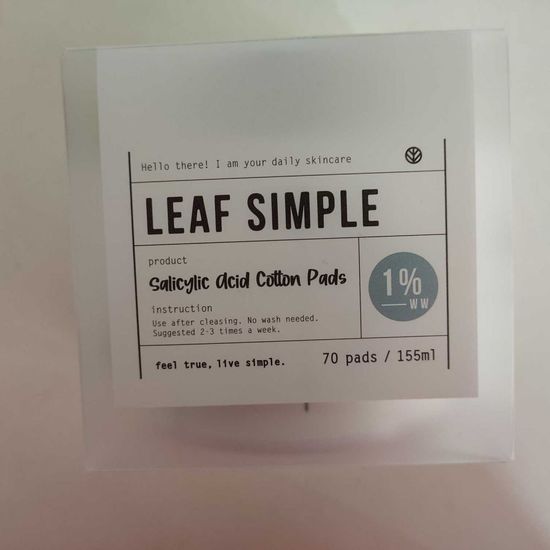 Hello there! I am your daily skincare
LEAF SIMPLE
product
Salicylic Acid Cotton Pads
1%
WW
instruction
Use after cleasing. No wash needed.
Suggested 2-3 times a week.
feel true, live simple.
70 pads / 155ml